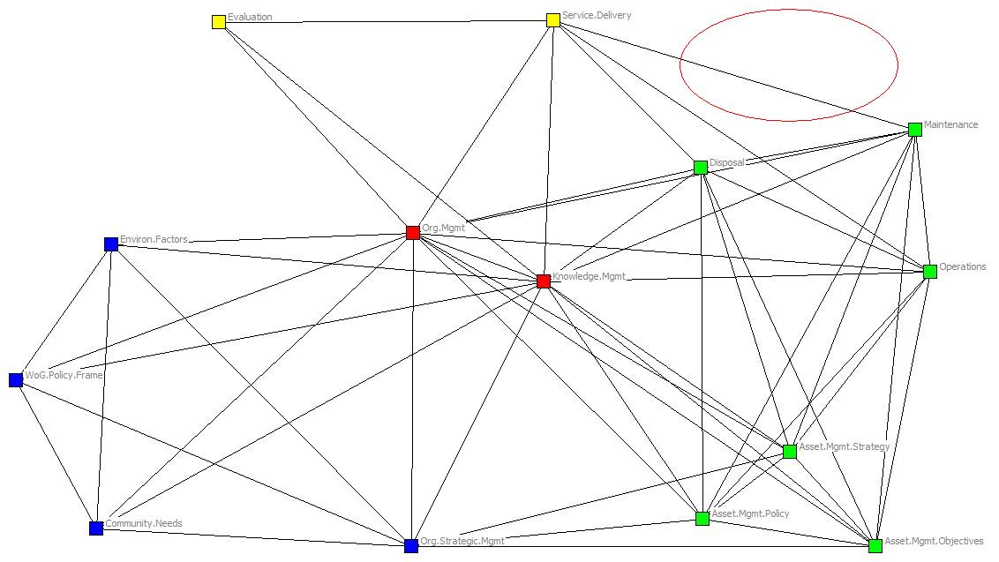 Evaluation
Service.Delivery
Maintenance
Disposal
Org.Mgmt
Environ.Factors
Operations
Knowledge.Mgmt
WoG.Policy.Frame
Asset.Mgmt.Strategy
Asset.Mgmt.Policy
Community.Needs
Org.Strategic.Mgmt
Asset.Mgmt.Objectives